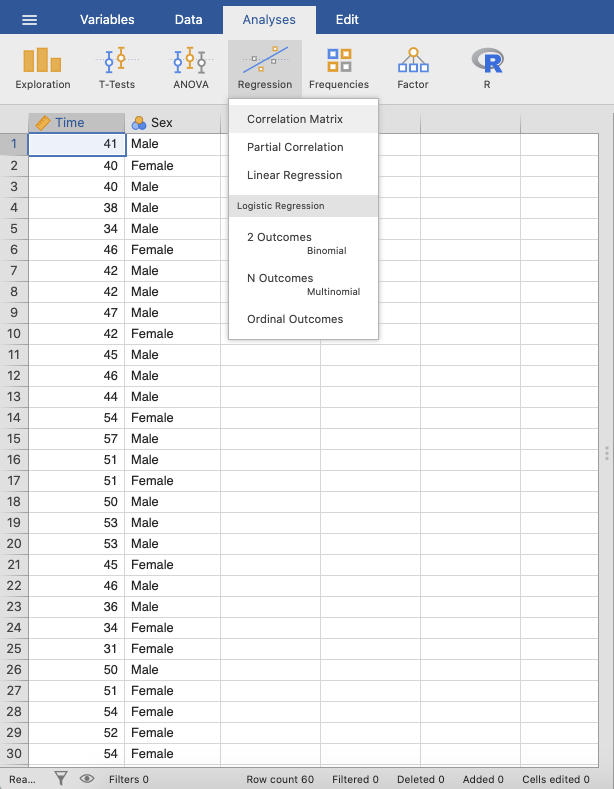 Variables Data Analyses Edit
Exploration T-Tests ANOVA Regression Frequencies Factor R
Correlation Matrix
Partial Correlation
Linear Regression
Logistic Regression
2 Outcomes
Binomial
N Outcomes
Multinomial
Ordinal Outcomes
Time Sex
1 41 Male
2 40 Female
3 40 Male
4 38 Male
5 34 Male
6 46 Female
7 42 Male
8 42 Male
9 47 Male
10 42 Female
11 45 Male
12 46 Male
13 44 Male
14 54 Female
15 57 Male
16 51 Male
17 51 Female
18 50 Male
19 53 Male
20 53 Male
21 45 Female
22 46 Male
23 36 Male
24 34 Female
25 31 Female
26 50 Male
27 51 Female
28 54 Female
29 52 Female
30 54 Female
Rea... Filters 0 Row count 60 Filtered 0 Deleted 0 Added 0 Cells edited 0